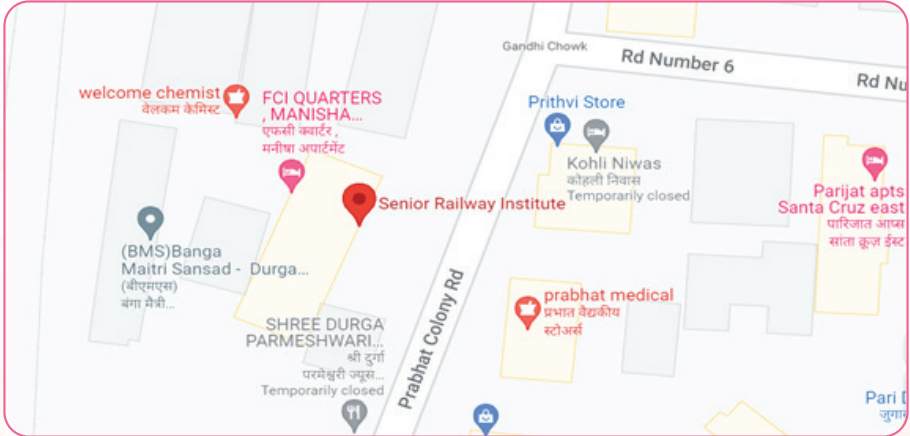 Gandhi Chowk
Rd Number 6
Rd Nu
welcome chemist
वेलकम केमिस्ट
FCI QUARTERS
, MANISHA...
एफसी क्वार्टर ,
मनीषा अपार्टमेंट
Prithvi Store
Kohli Niwas
कोहली निवास
Temporarily closed
Parijat apts
Santa Cruz east
पारिजात आप्स
सांता क्रूज ईस्ट
Senior Railway Institute
(BMS)Banga
Maitri Sansad - Durga...
(बीएमएस)
बंगा मैत्री...
prabhat medical
प्रभात वैद्यकीय
स्टोअर्स
SHREE DURGA
PARMESHWARI...
श्री दुर्गा
परमेश्वरी ज्यूस...
Temporarily closed
Prabhat Colony Rd
Pari
जुगा